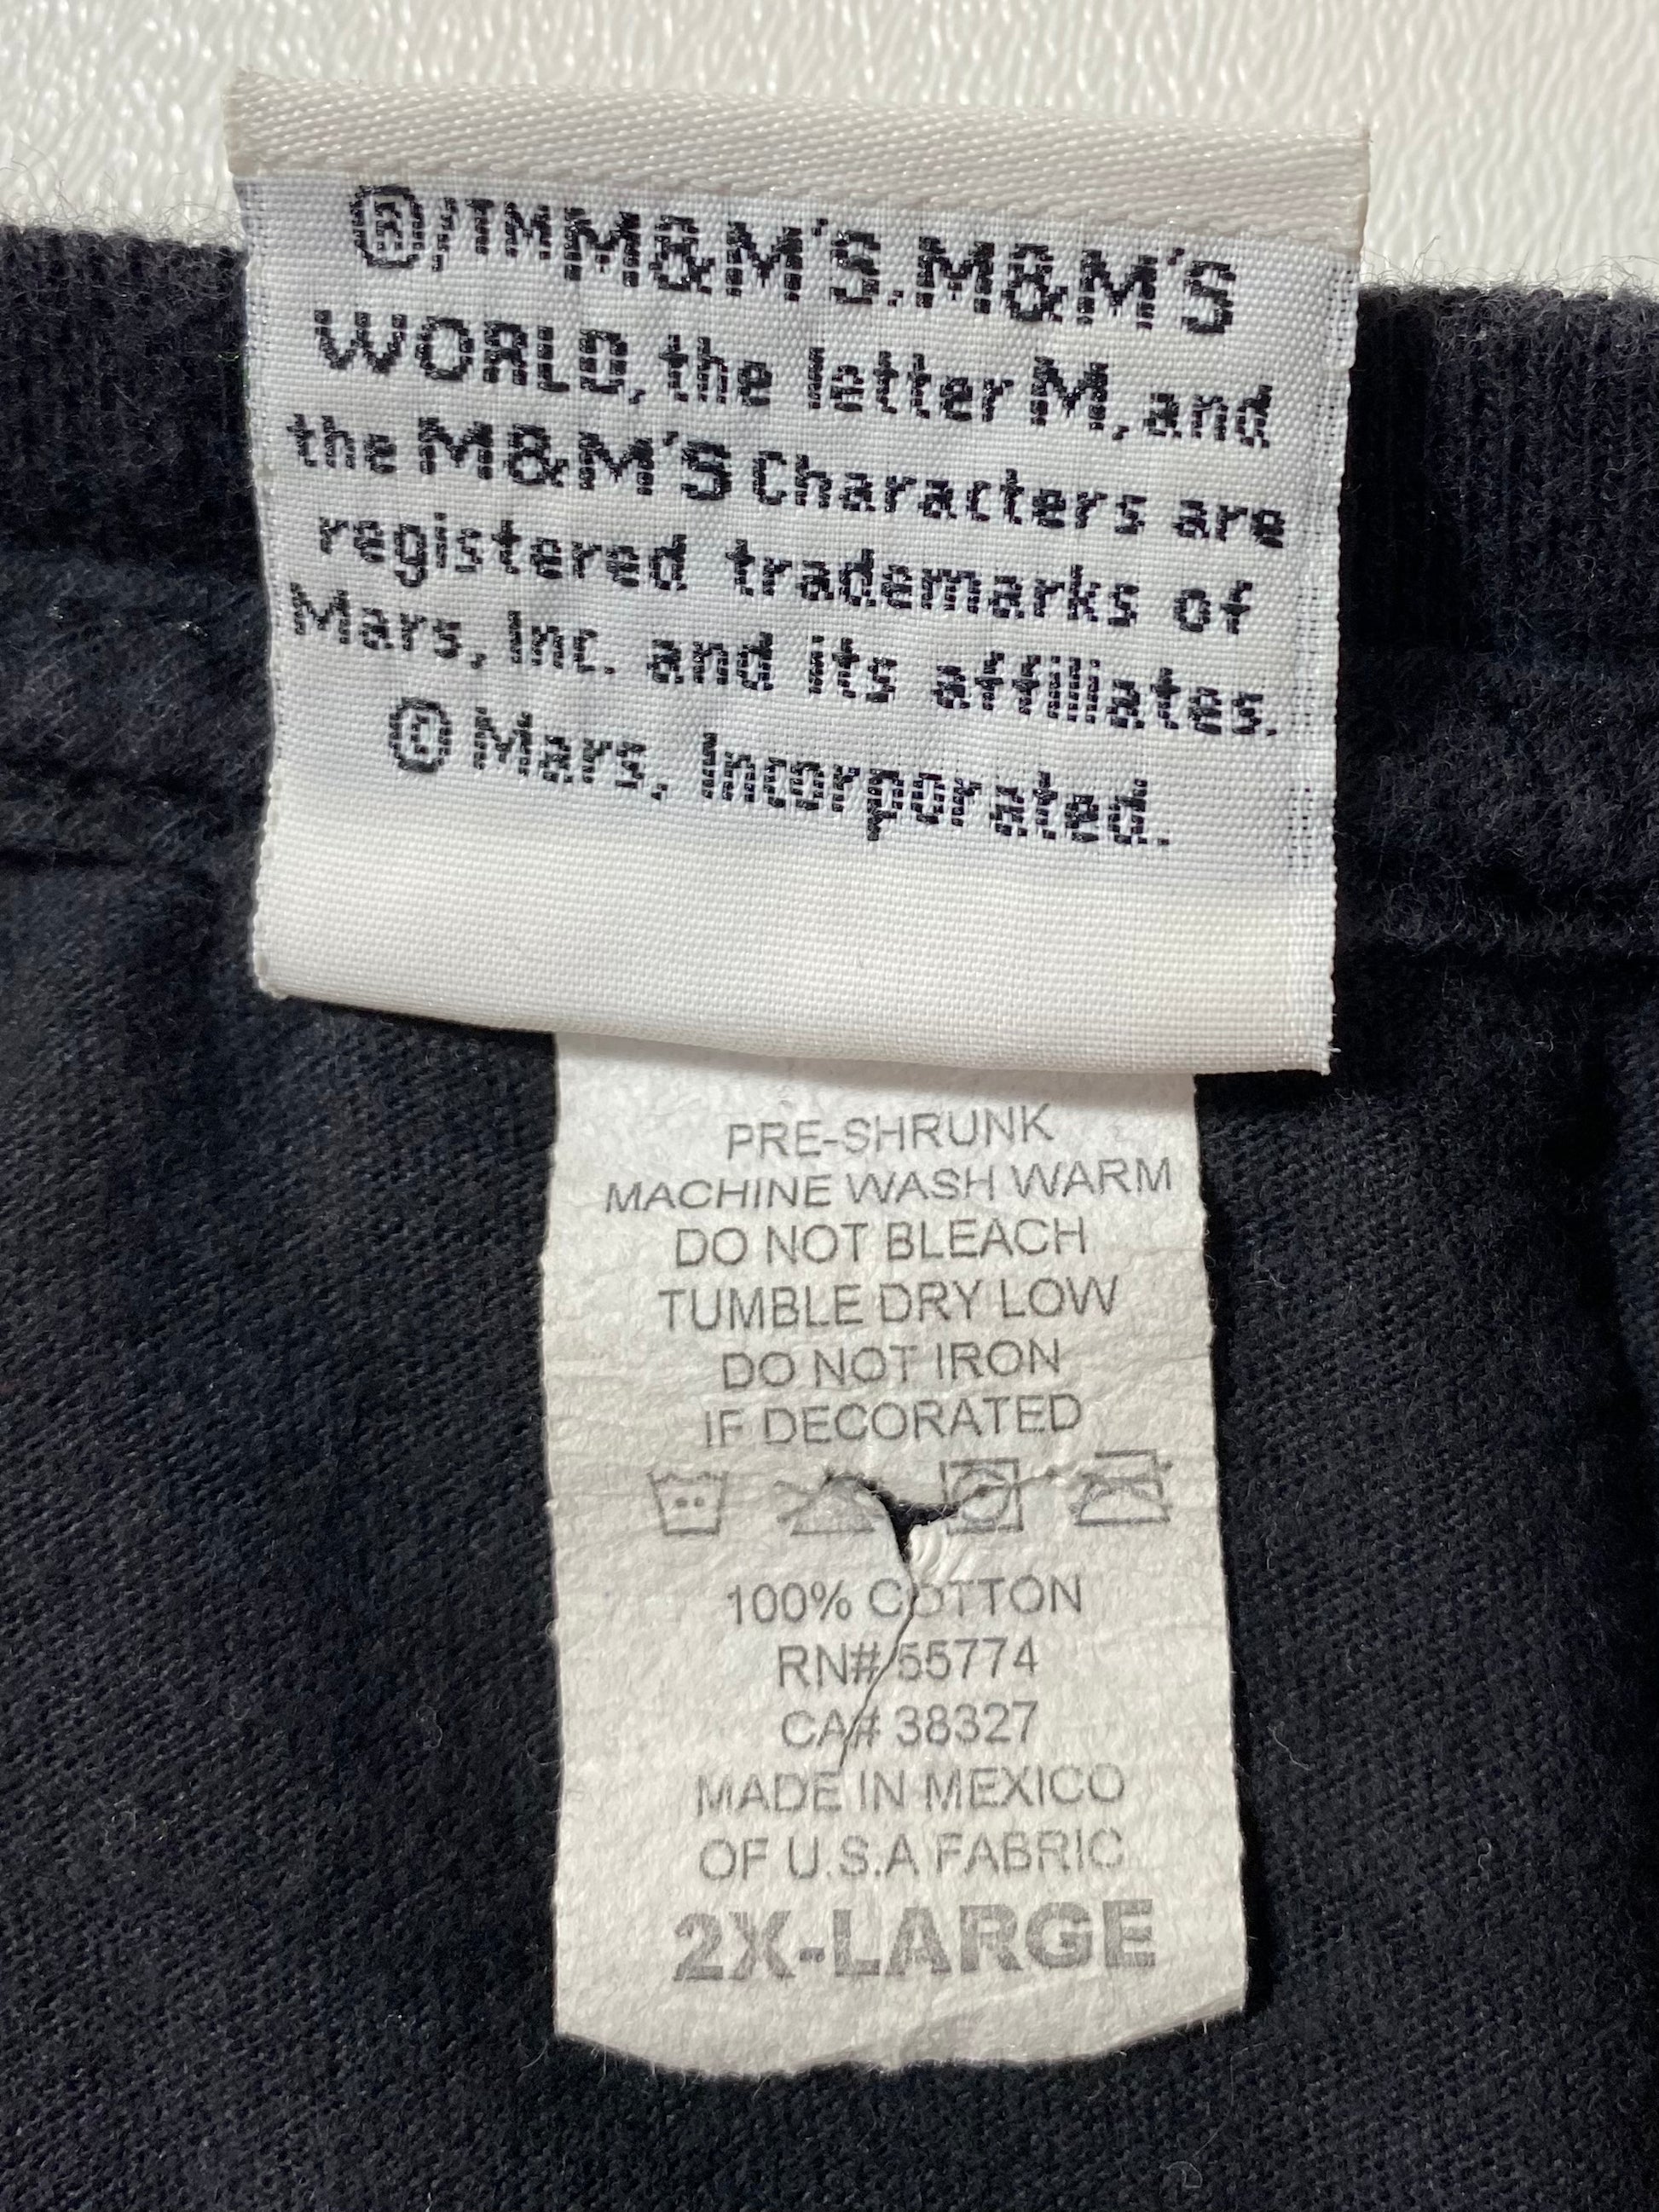 ®/TM M&M'S, M&M'S
WORLD, the letter M, and
the M&M'S Characters are
registered trademarks of
Mars, Inc. and its affiliates.
© Mars, Incorporated.
PRE-SHRUNK
MACHINE WASH WARM
DO NOT BLEACH
TUMBLE DRY LOW
DO NOT IRON
IF DECORATED
100% COTTON
RN# 55774
CA# 38327
MADE IN MEXICO
OF U.S.A FABRIC
2X-LARGE